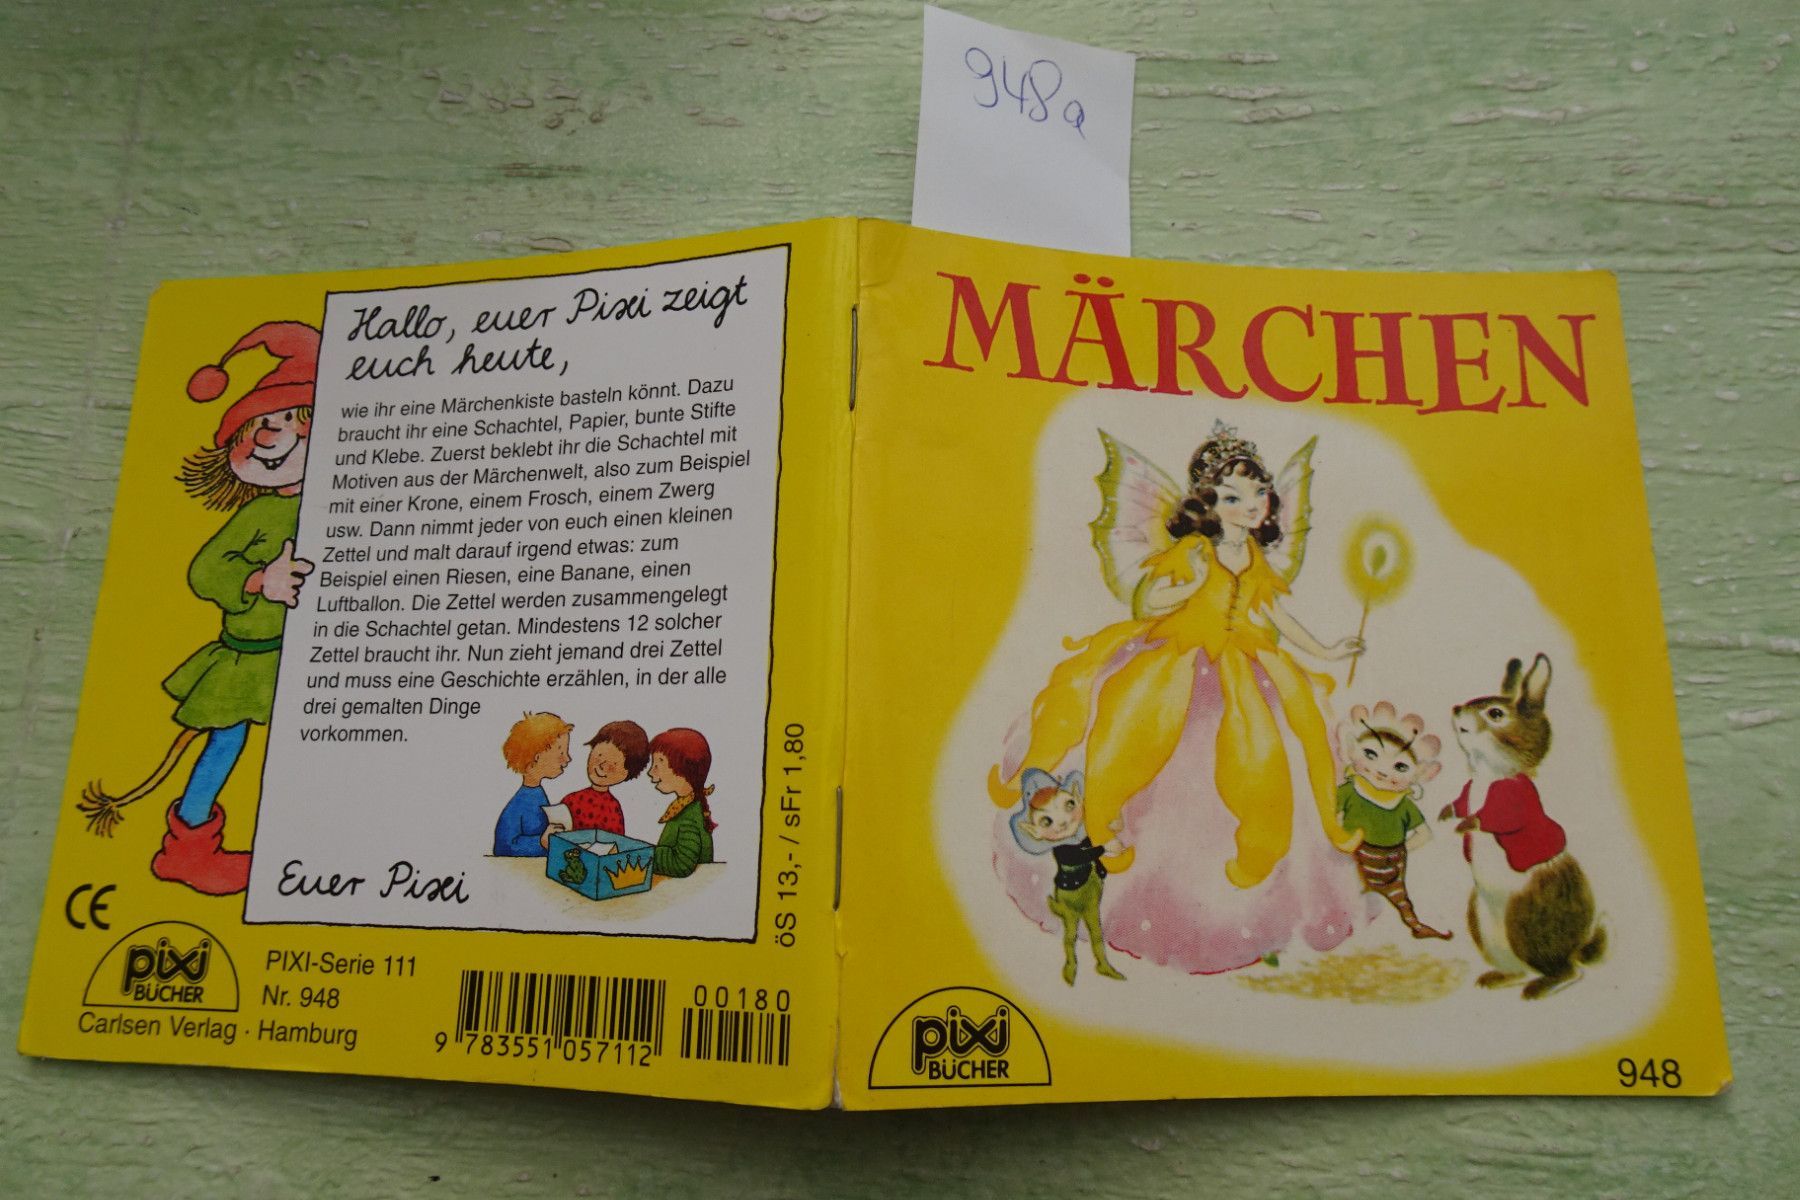 948a
Hallo, euer Pixi zeigt
euch heute,
wie ihr eine Märchenkiste basteln könnt. Dazu
braucht ihr eine Schachtel, Papier, bunte Stifte
und Klebe. Zuerst beklebt ihr die Schachtel mit
Motiven aus der Märchenwelt, also zum Beispiel
mit einer Krone, einem Frosch, einem Zwerg
usw. Dann nimmt jeder von euch einen kleinen
Zettel und malt darauf irgend etwas: zum
Beispiel einen Riesen, eine Banane, einen
Luftballon. Die Zettel werden zusammengelegt
in die Schachtel getan. Mindestens 12 solcher
Zettel braucht ihr. Nun zieht jemand drei Zettel
und muss eine Geschichte erzählen, in der alle
drei gemalten Dinge
vorkommen.
Euer Pixi
öS 13,- / sFr 1,80
CE
pixi
BÜCHER
PIXI-Serie 111
Nr. 948
Carlsen Verlag · Hamburg
9 783551 057112
00180
MÄRCHEN
pixi
BÜCHER
948